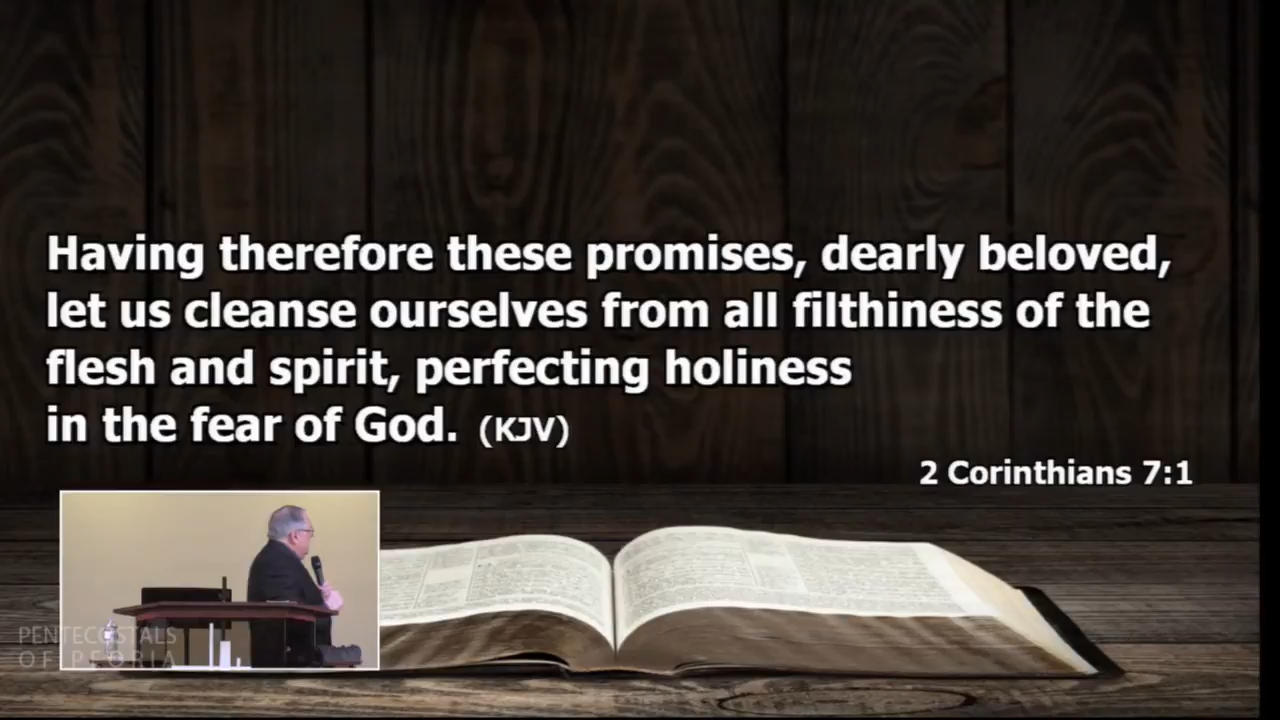 Having therefore these promises, dearly beloved,
let us cleanse ourselves from all filthiness of the
flesh and spirit, perfecting holiness
in the fear of God. (KJV)
2 Corinthians 7:1
PENTECOSTALS
OF PEORIA